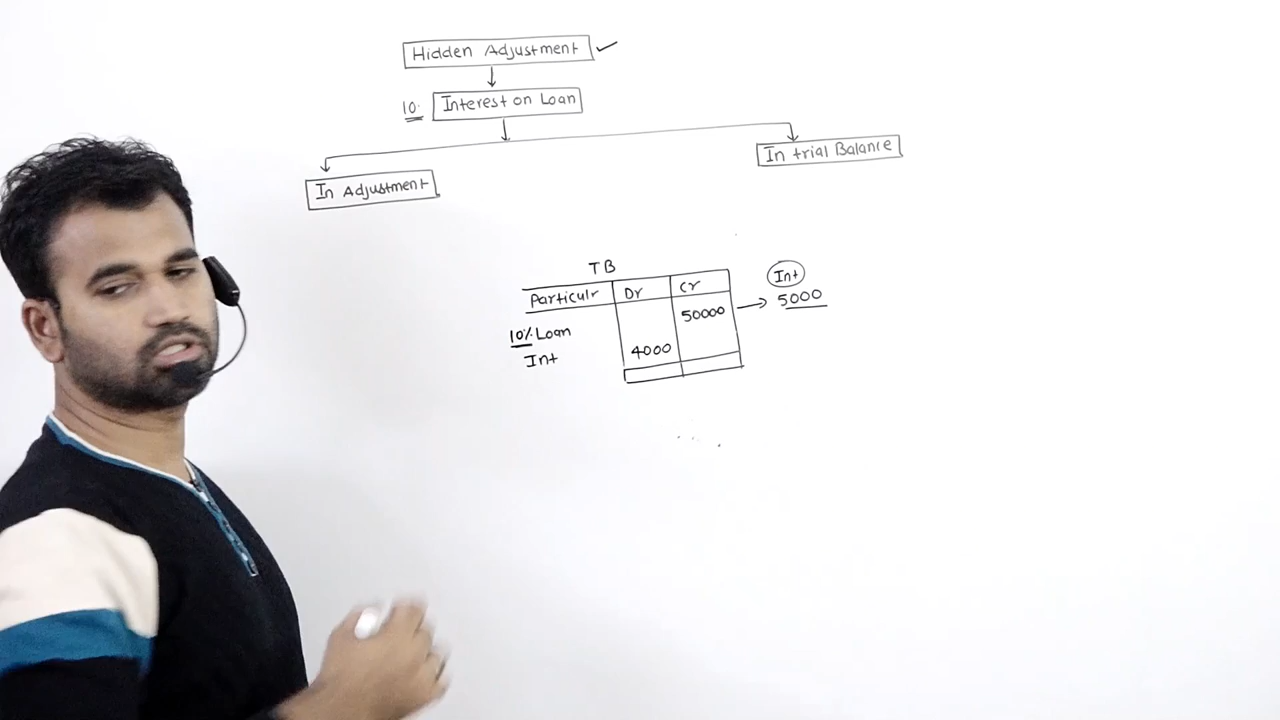 Hidden Adjustment
10. Interest on Loan
In trial Balance
In Adjustment
TB
Particulr Dr Cr
Int
5000
50000
10% Loan
Int 4000